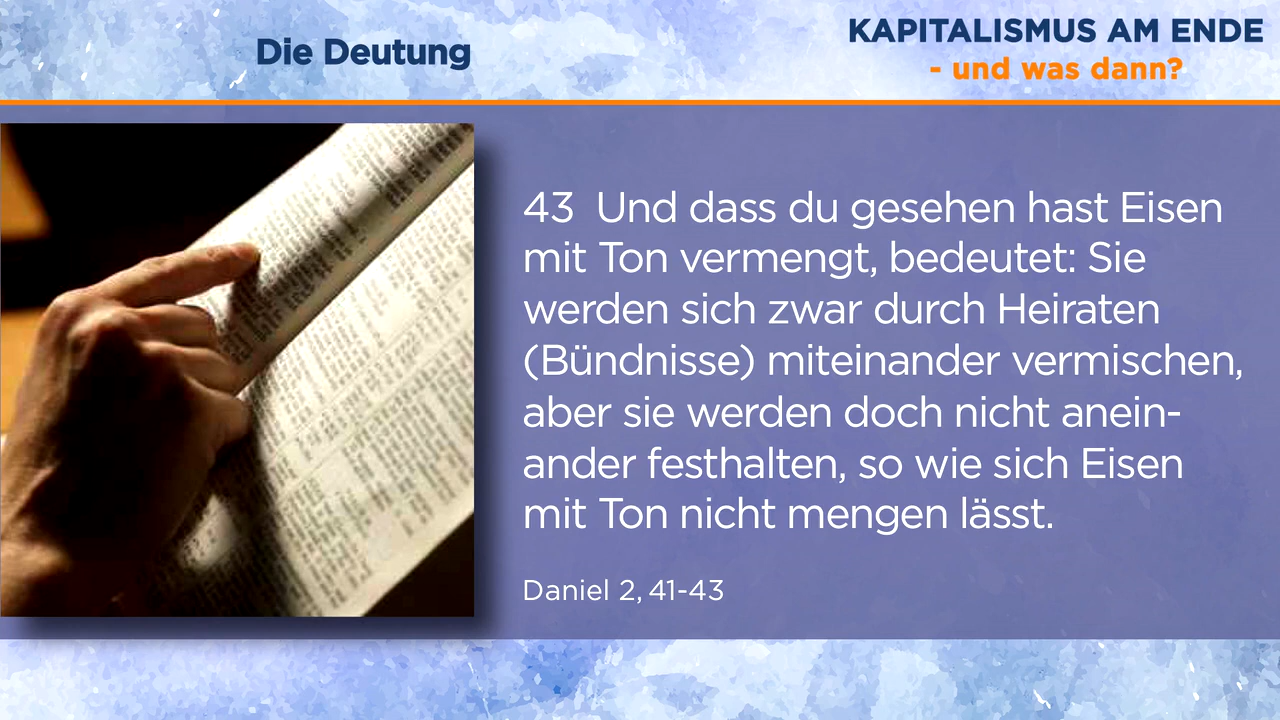 Die Deutung
KAPITALISMUS AM ENDE
- und was dann?
43 Und dass du gesehen hast Eisen
mit Ton vermengt, bedeutet: Sie
werden sich zwar durch Heiraten
(Bündnisse) miteinander vermischen,
aber sie werden doch nicht anein-
ander festhalten, so wie sich Eisen
mit Ton nicht mengen lässt.
Daniel 2, 41-43